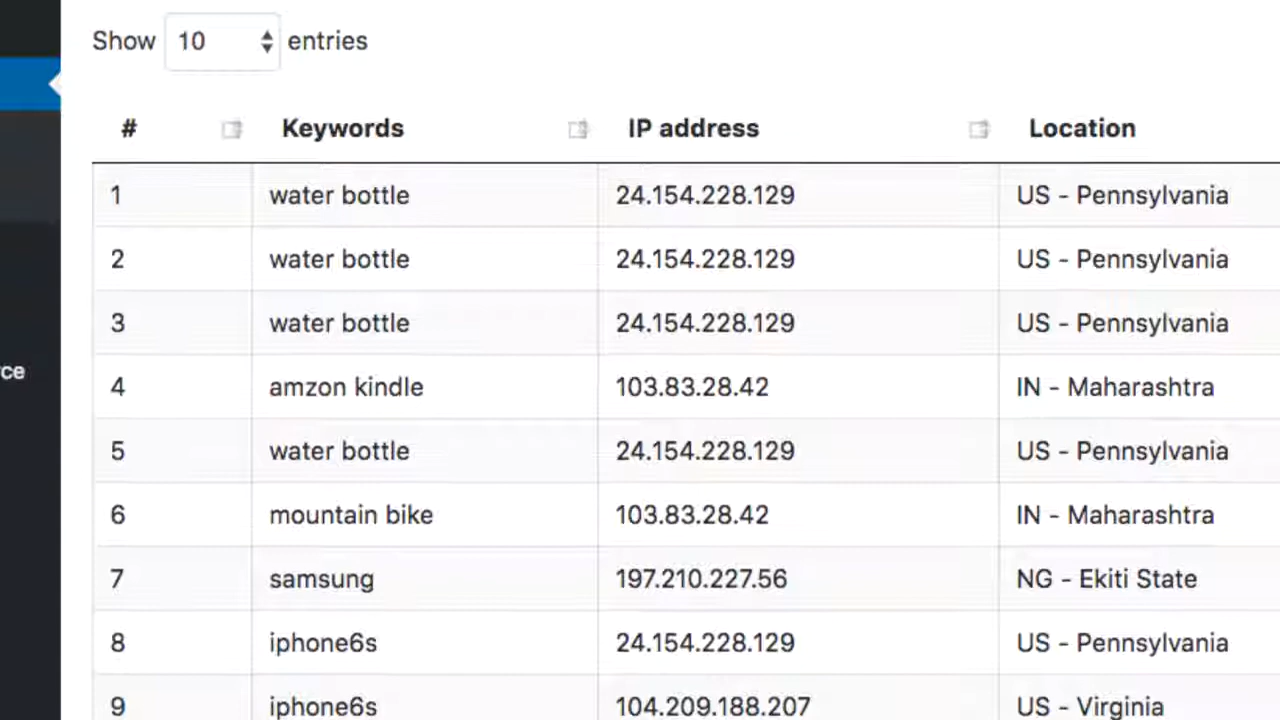 Show 10 entries
# Keywords IP address Location
1 water bottle 24.154.228.129 US - Pennsylvania
2 water bottle 24.154.228.129 US - Pennsylvania
3 water bottle 24.154.228.129 US - Pennsylvania
rce
4 amzon kindle 103.83.28.42 IN - Maharashtra
5 water bottle 24.154.228.129 US - Pennsylvania
6 mountain bike 103.83.28.42 IN - Maharashtra
7 samsung 197.210.227.56 NG - Ekiti State
8 iphone6s 24.154.228.129 US - Pennsylvania
9 iphone6s 104.209.188.207 US - Virginia